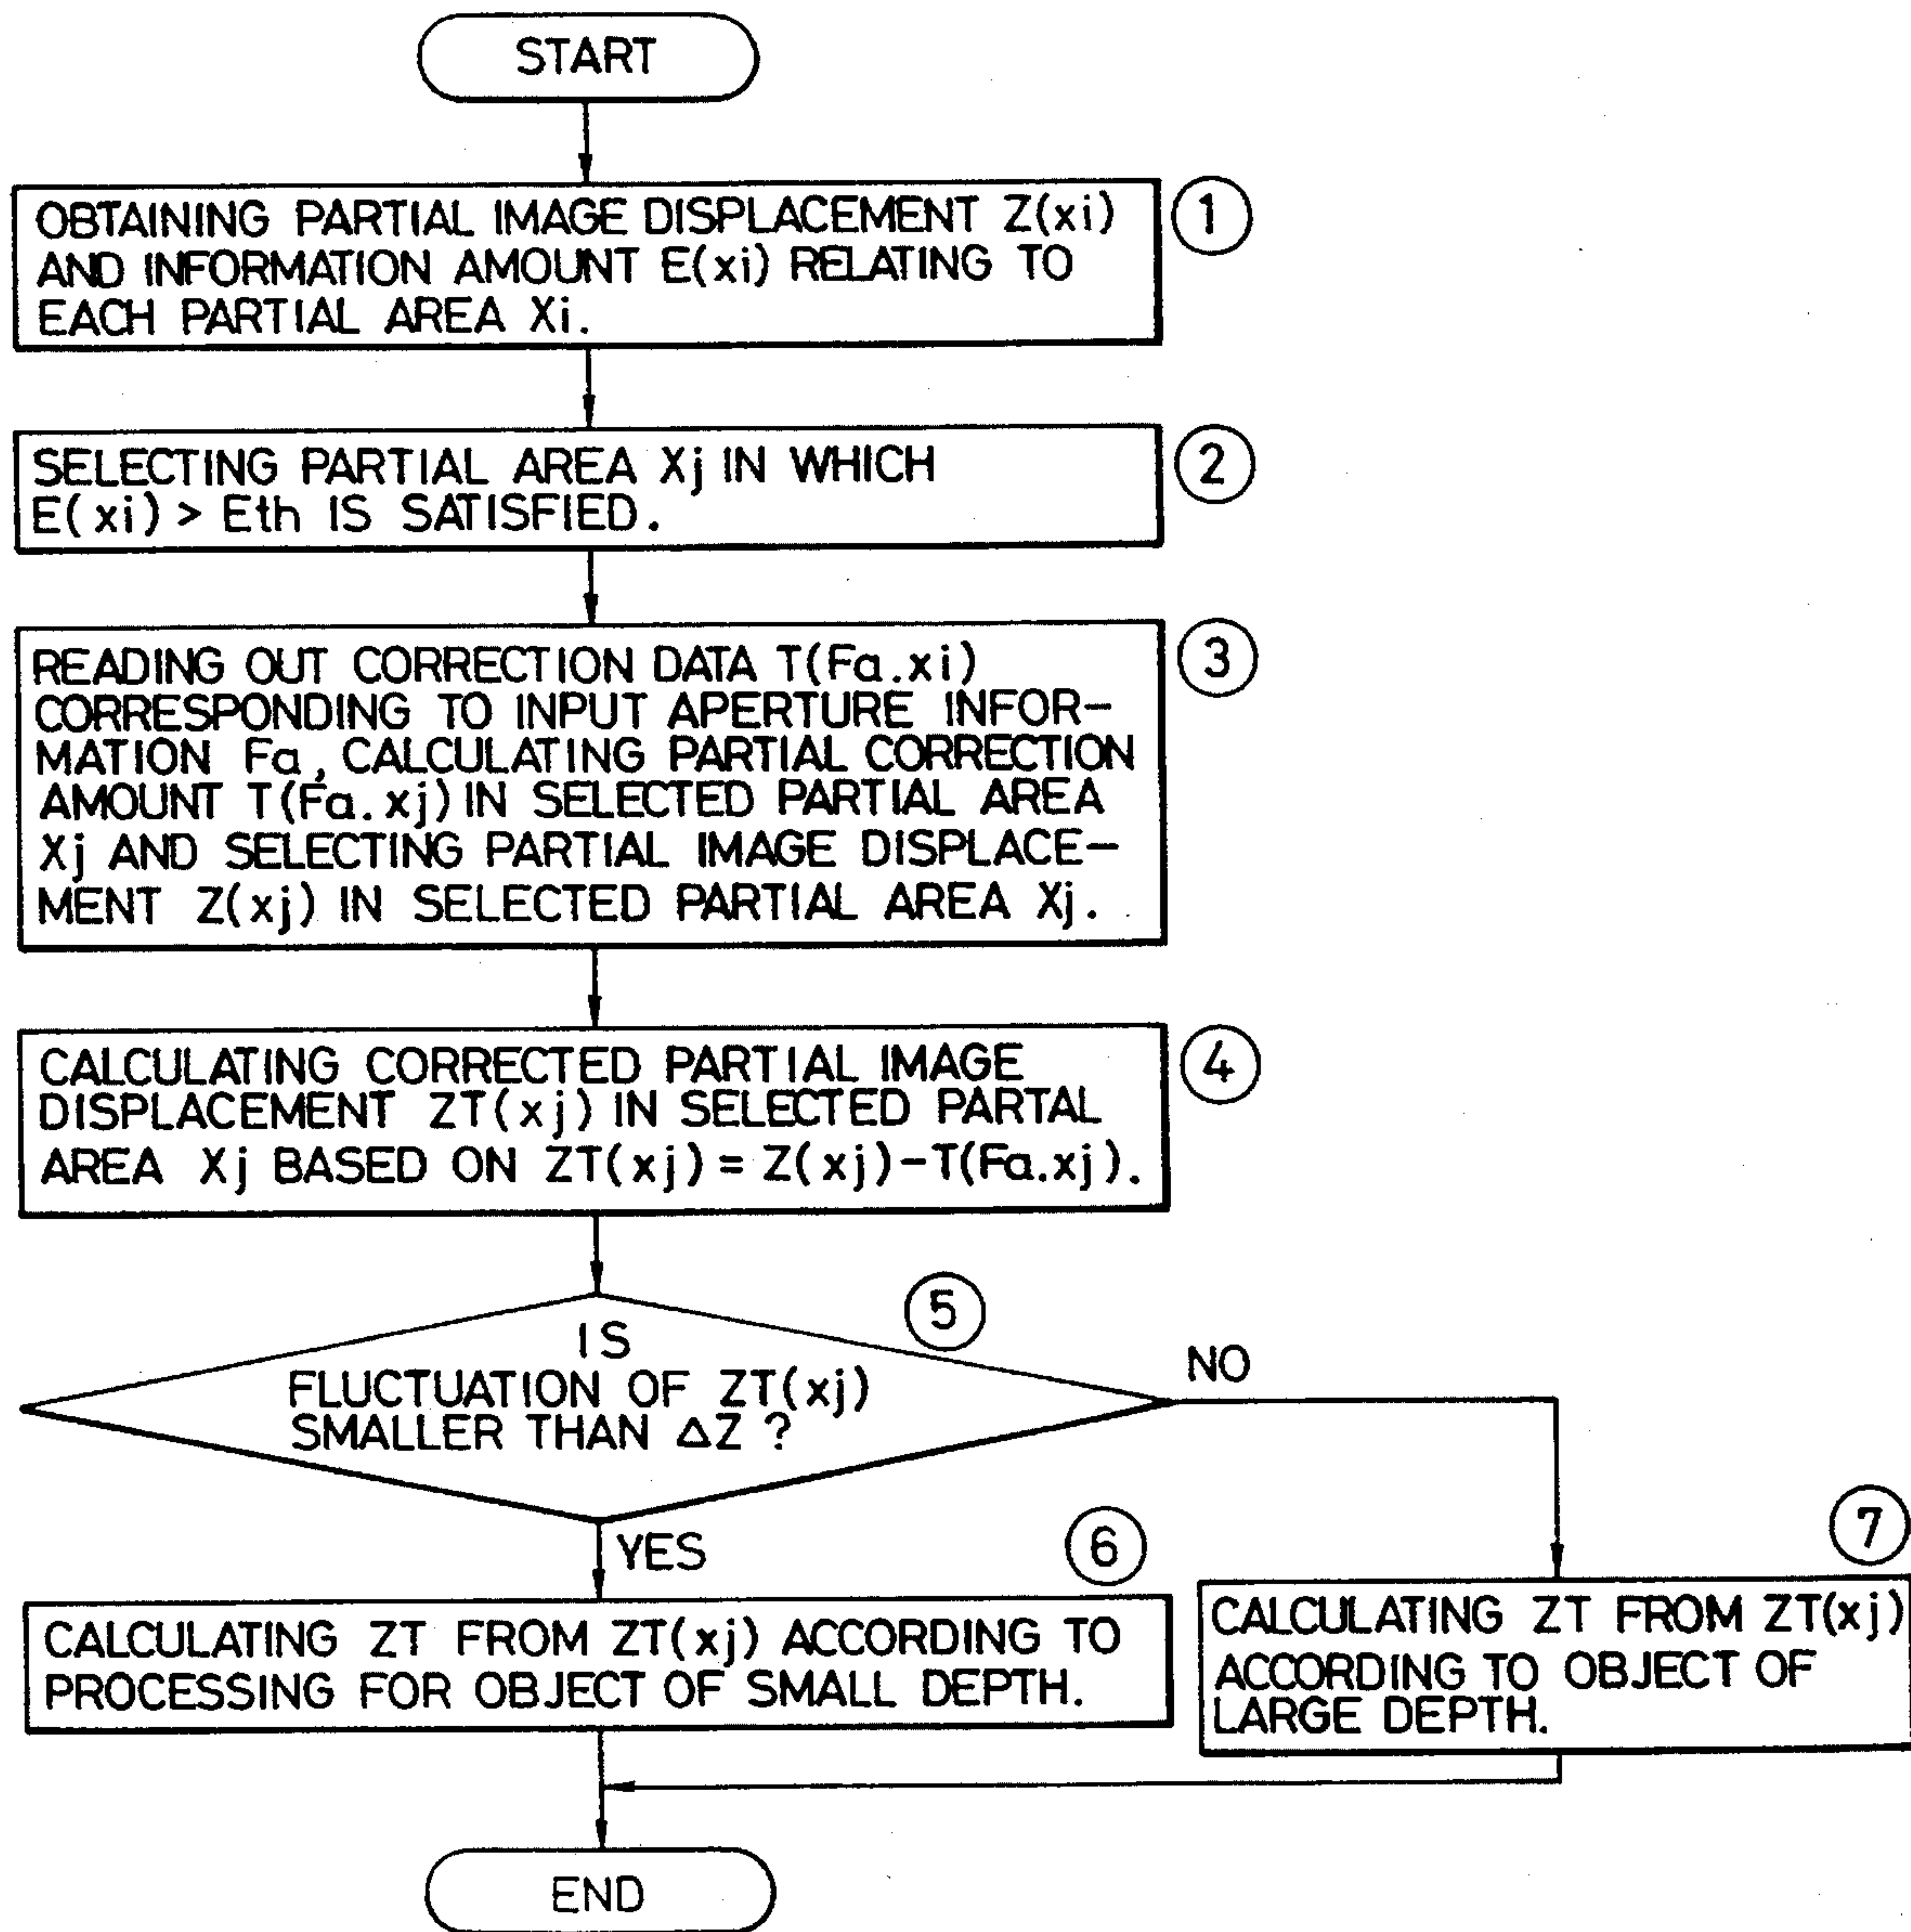 START
OBTAINING PARTIAL IMAGE DISPLACEMENT Z(xi)
AND INFORMATION AMOUNT E(xi) RELATING TO
EACH PARTIAL AREA Xi.
1
SELECTING PARTIAL AREA Xj IN WHICH
E(xi) > Eth IS SATISFIED.
2
READING OUT CORRECTION DATA T(Fa.xi)
CORRESPONDING TO INPUT APERTURE INFOR-
MATION Fa, CALCULATING PARTIAL CORRECTION
AMOUNT T(Fa.xj) IN SELECTED PARTIAL AREA
Xj AND SELECTING PARTIAL IMAGE DISPLACE-
MENT Z(xj) IN SELECTED PARTIAL AREA Xj.
3
CALCULATING CORRECTED PARTIAL IMAGE
DISPLACEMENT ZT(xj) IN SELECTED PARTAL
AREA Xj BASED ON ZT(xj) = Z(xj)-T(Fa.xj).
4
5
IS
FLUCTUATION OF ZT(xj)
SMALLER THAN ΔZ ?
NO
YES
6
CALCULATING ZT FROM ZT(xj) ACCORDING TO
PROCESSING FOR OBJECT OF SMALL DEPTH.
7
CALCULATING ZT FROM ZT(xj)
ACCORDING TO OBJECT OF
LARGE DEPTH.
END